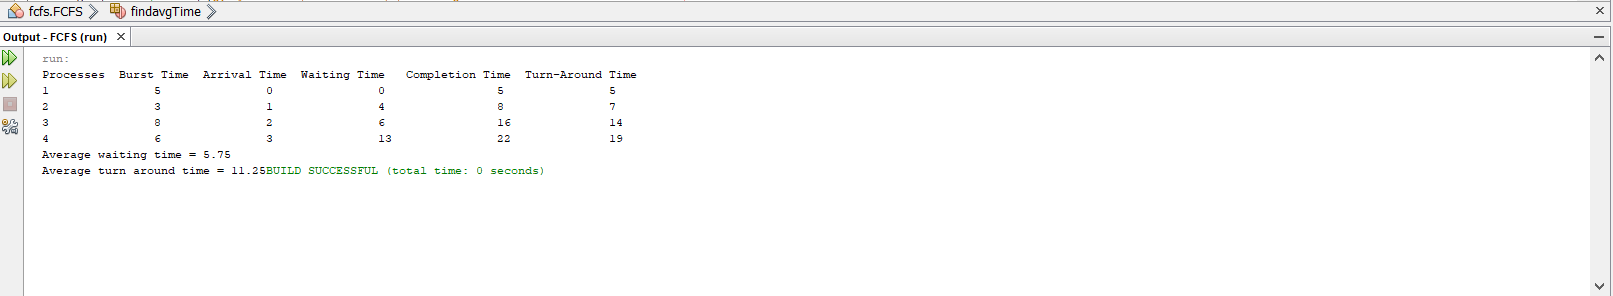 fcfs.FCFS findavgTime
Output - FCFS (run)
run:
Processes Burst Time Arrival Time Waiting Time Completion Time Turn-Around Time
1 5 0 0 5 5
2 3 1 4 8 7
3 8 2 6 16 14
4 6 3 13 22 19
Average waiting time = 5.75
Average turn around time = 11.25BUILD SUCCESSFUL (total time: 0 seconds)